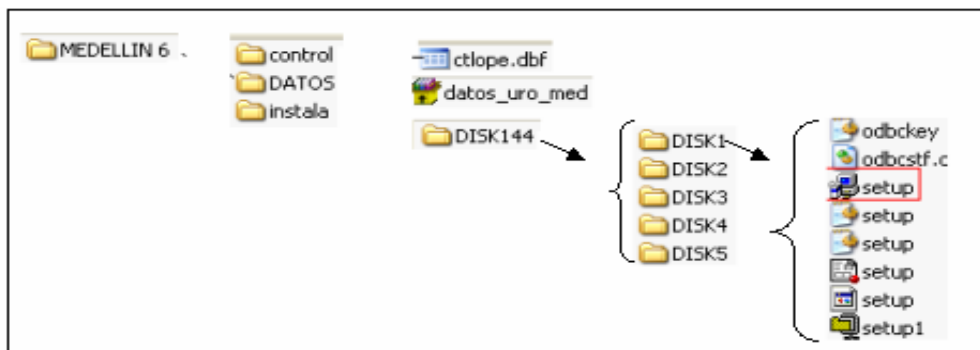 MEDELLIN 6
control
DATOS
instala
ctlope.dbf
datos_uro_med
DISK144
DISK1
DISK2
DISK3
DISK4
DISK5
odbckey
odbcstf.c
setup
setup
setup
setup
setup
setup1